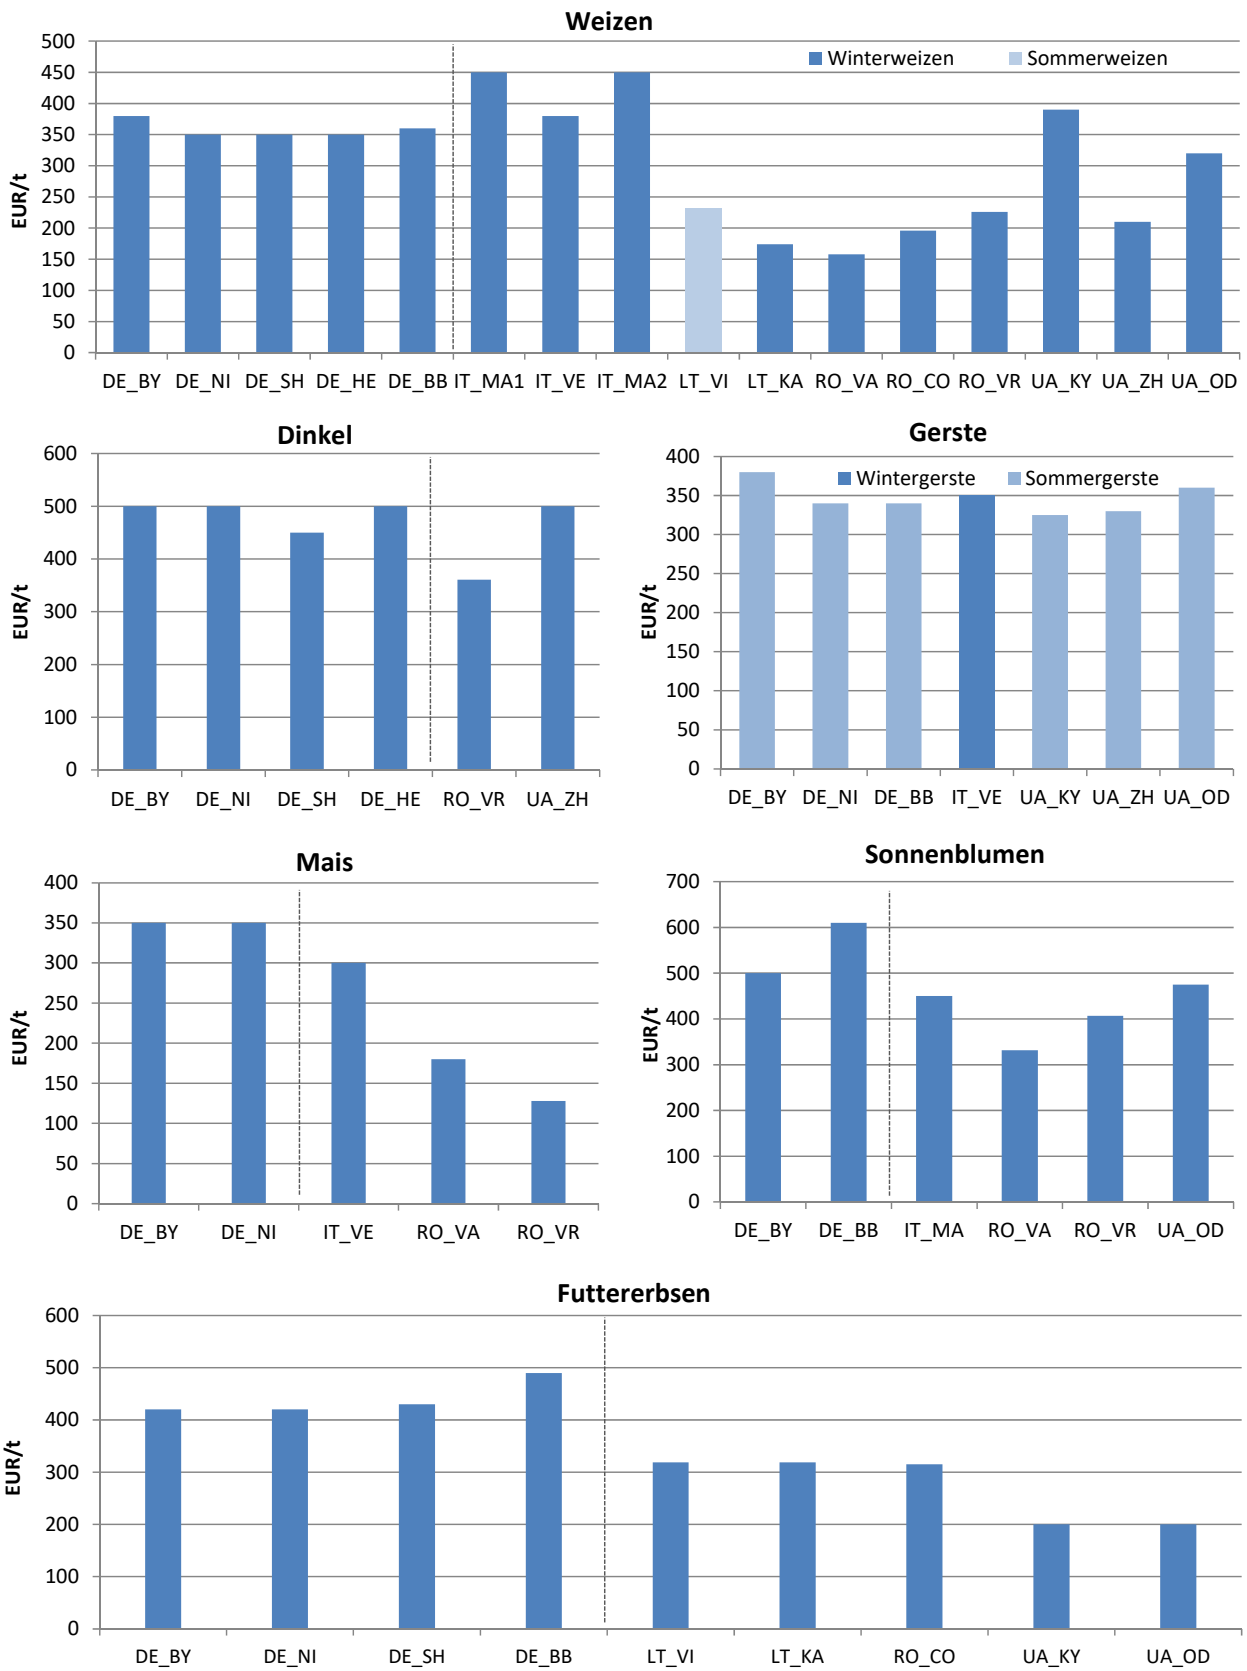 Weizen
Winterweizen Sommerweizen
EUR/t
500
450
400
350
300
250
200
150
100
50
0
DE_BY DE_NI DE_SH DE_HE DE_BB IT_MA1 IT_VE IT_MA2 LT_VI LT_KA RO_VA RO_CO RO_VR UA_KY UA_ZH UA_OD
Dinkel
EUR/t
600
500
400
300
200
100
0
DE_BY DE_NI DE_SH DE_HE RO_VR UA_ZH
Gerste
Wintergerste Sommergerste
EUR/t
400
350
300
250
200
150
100
50
0
DE_BY DE_NI DE_BB IT_VE UA_KY UA_ZH UA_OD
Mais
EUR/t
400
350
300
250
200
150
100
50
0
DE_BY DE_NI IT_VE RO_VA RO_VR
Sonnenblumen
EUR/t
700
600
500
400
300
200
100
0
DE_BY DE_BB IT_MA RO_VA RO_VR UA_OD
Futtererbsen
EUR/t
600
500
400
300
200
100
0
DE_BY DE_NI DE_SH DE_BB LT_VI LT_KA RO_CO UA_KY UA_OD